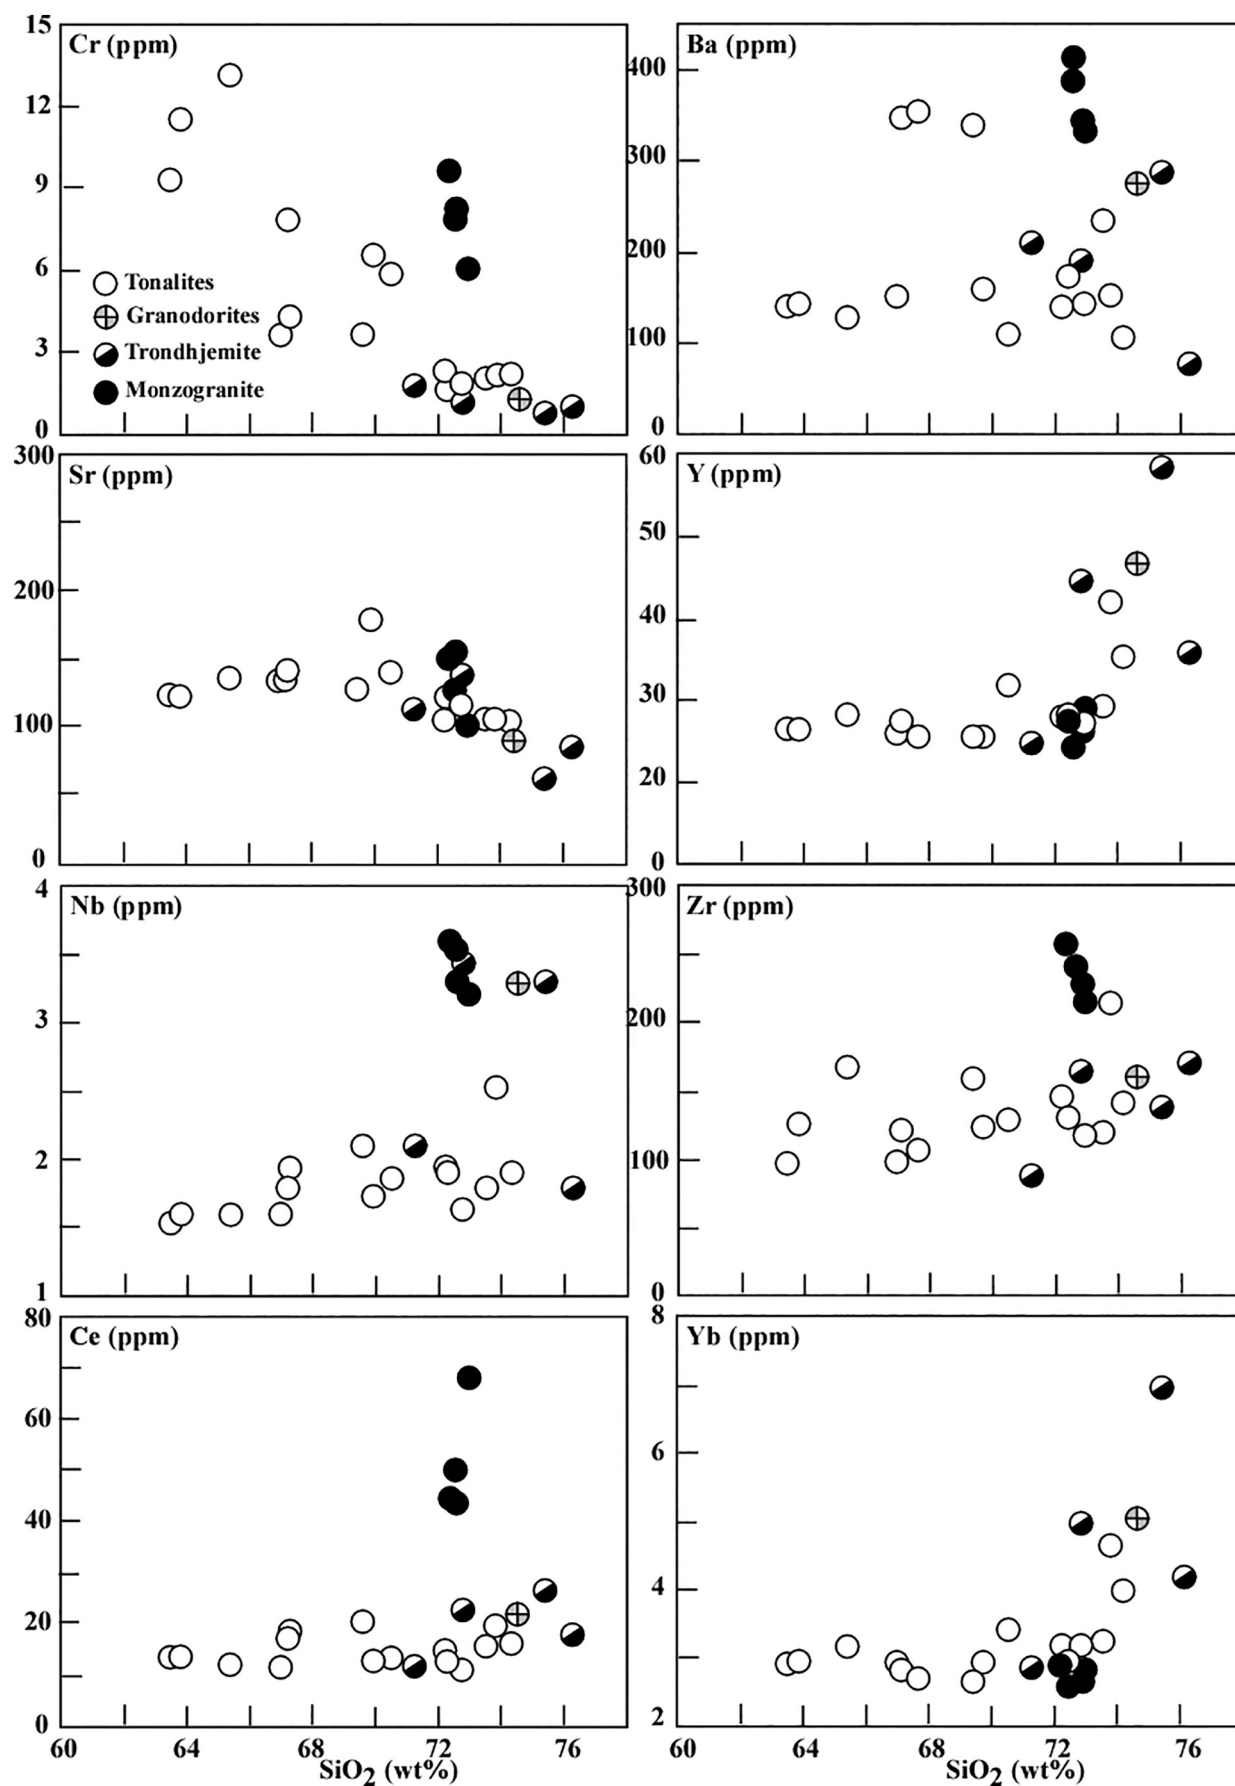 Cr (ppm)
15
12
9
6
3
0
Tonalites
Granodorites
Trondhjemite
Monzogranite
Ba (ppm)
400
300
200
100
0
Sr (ppm)
300
200
100
0
Y (ppm)
60
50
40
30
20
0
Nb (ppm)
4
3
2
1
Zr (ppm)
300
200
100
0
Ce (ppm)
80
60
40
20
0
60 64 68 72 76
SiO2 (wt%)
Yb (ppm)
8
6
4
2
60 64 68 72 76
SiO2 (wt%)